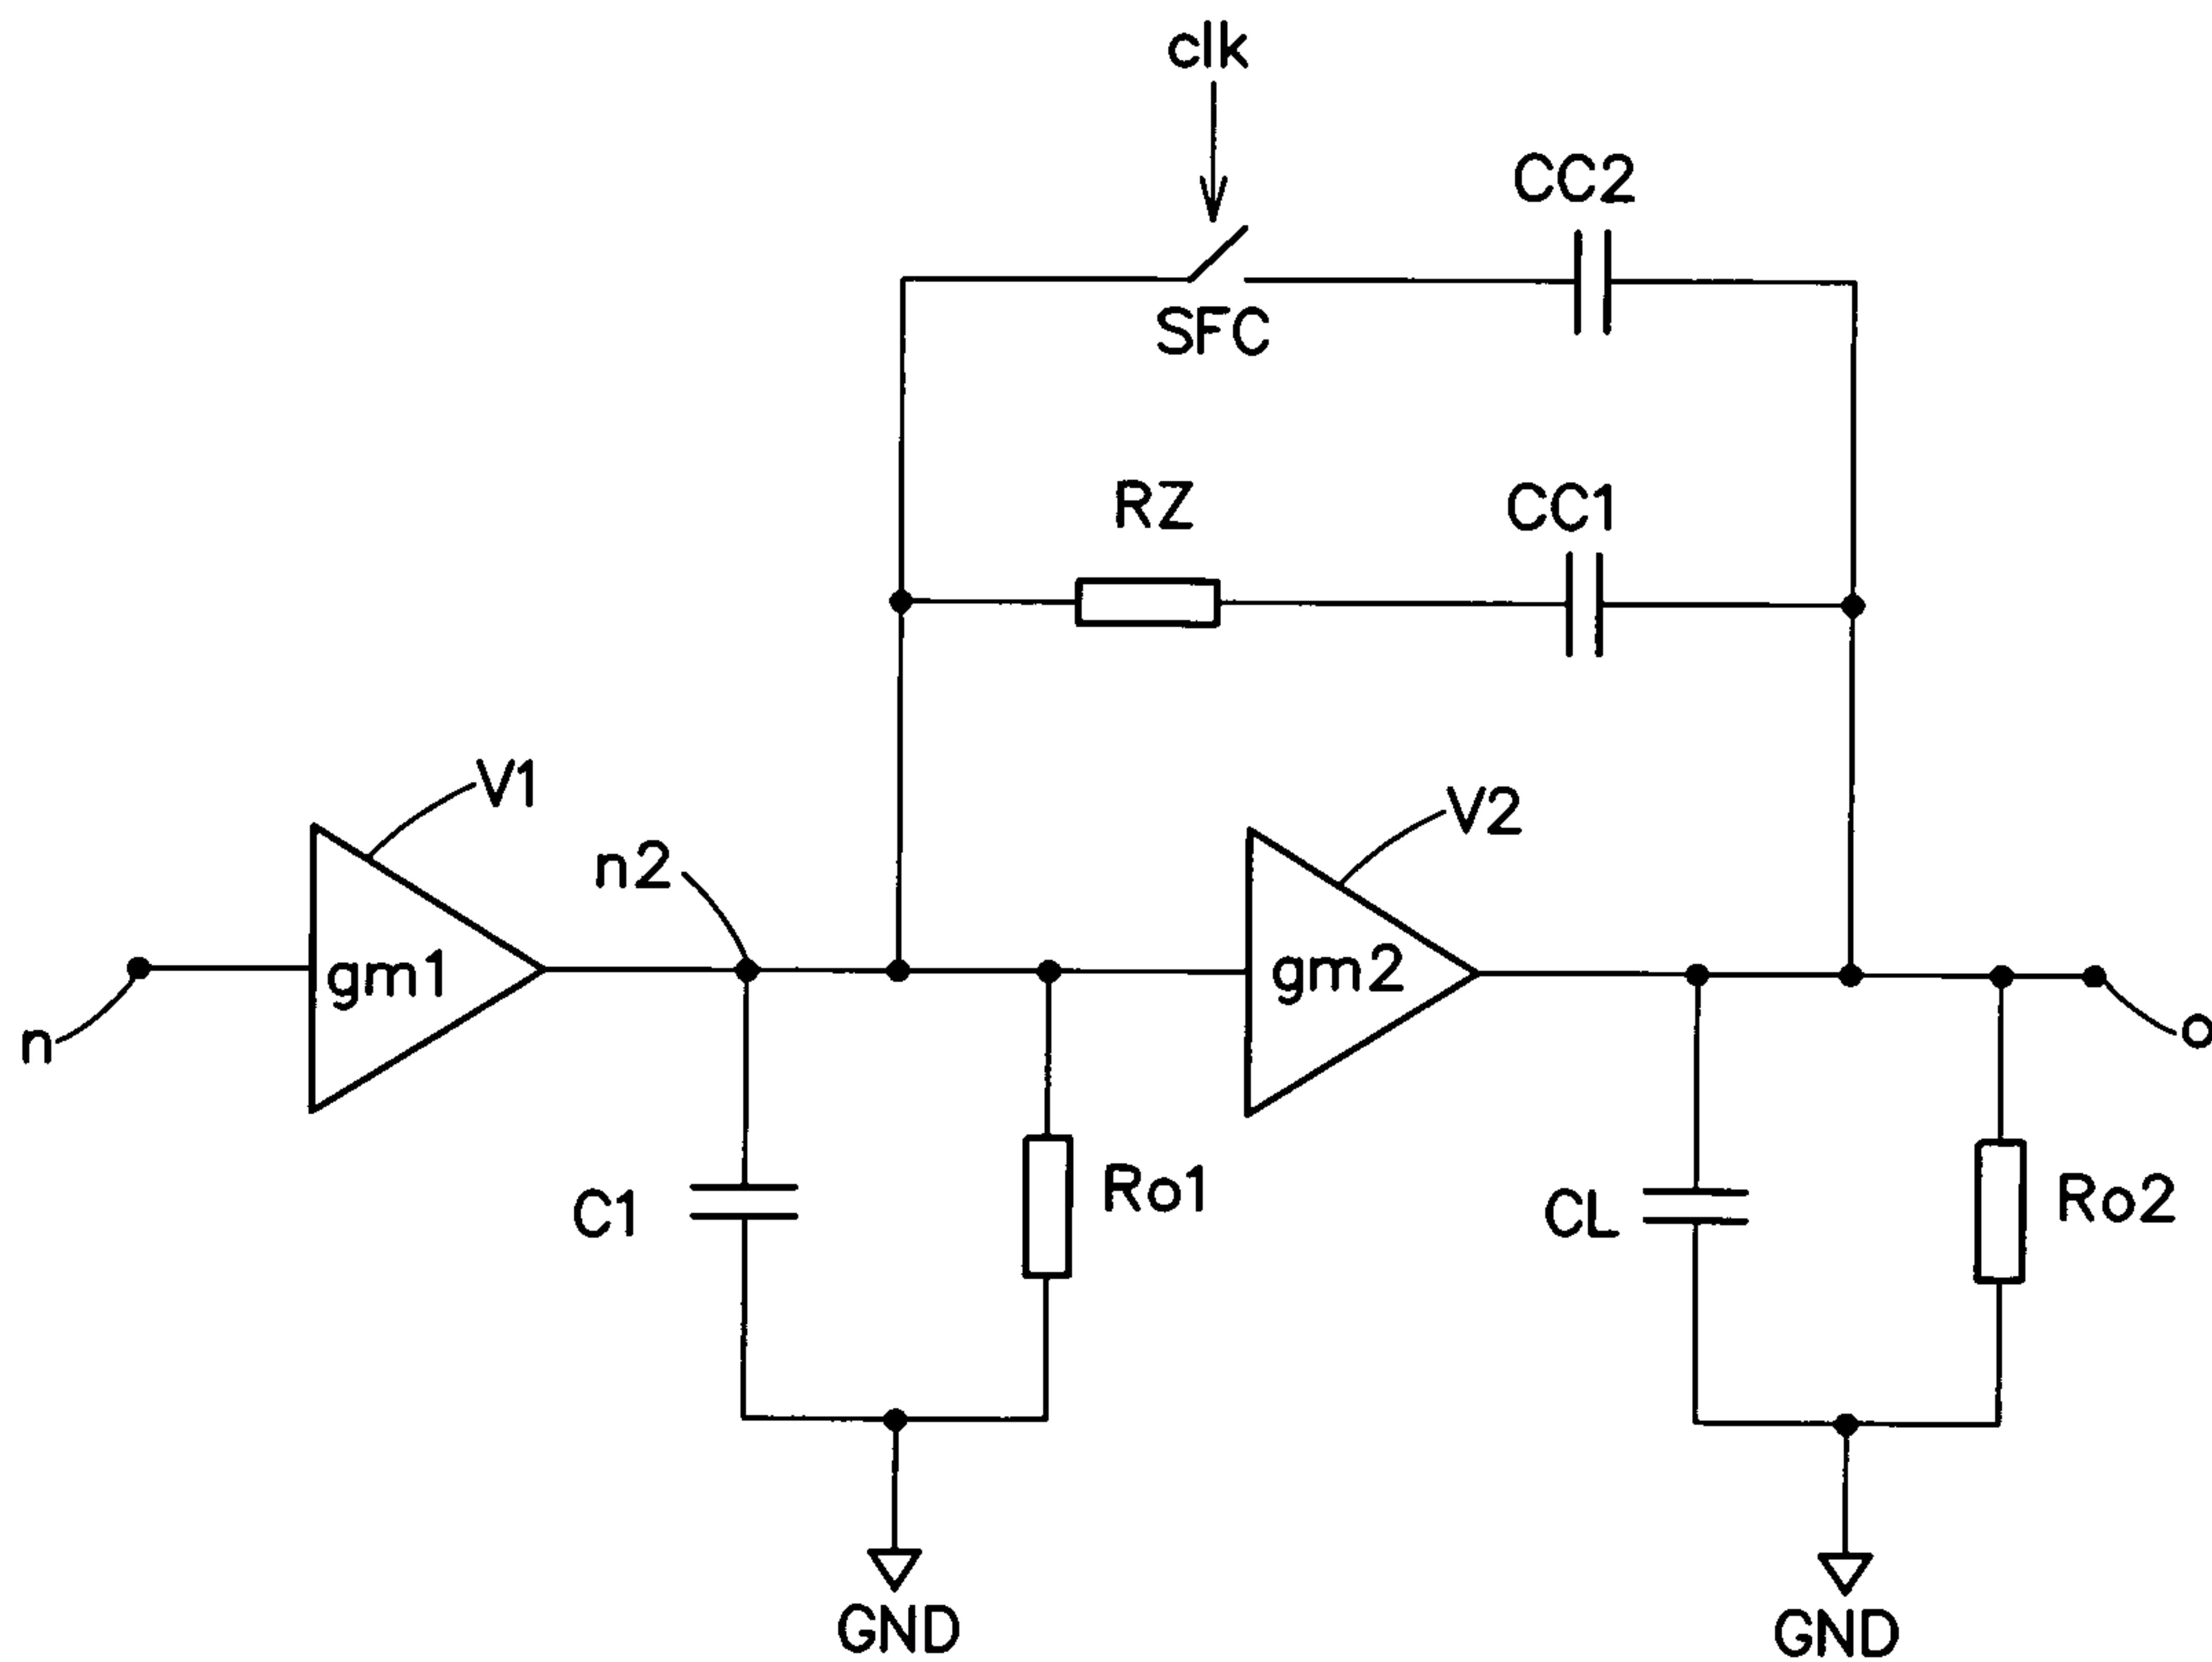 clk
CC2
SFC
RZ
CC1
V1
V2
n2
gm1
gm2
n
o
C1
Ro1
CL
Ro2
GND
GND